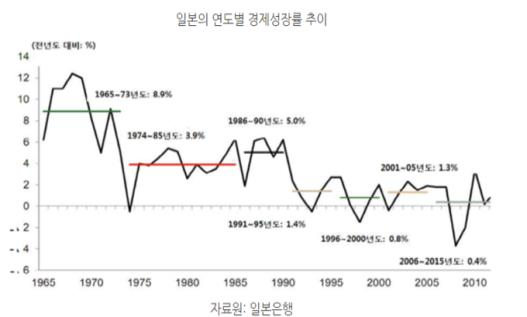 일본의 연도별 경제성장률 추이
(전년도 대비: %)
14
12
10
8
6
4
2
0
-.2
-.4
-.6
1965~73년도: 8.9%
1974~85년도: 3.9%
1986~90년도: 5.0%
1991~95년도: 1.4%
1996~2000년도: 0.8%
2001~05년도: 1.3%
2006~2015년도: 0.4%
1965 1970 1975 1980 1985 1990 1995 2000 2005 2010
자료원: 일본은행